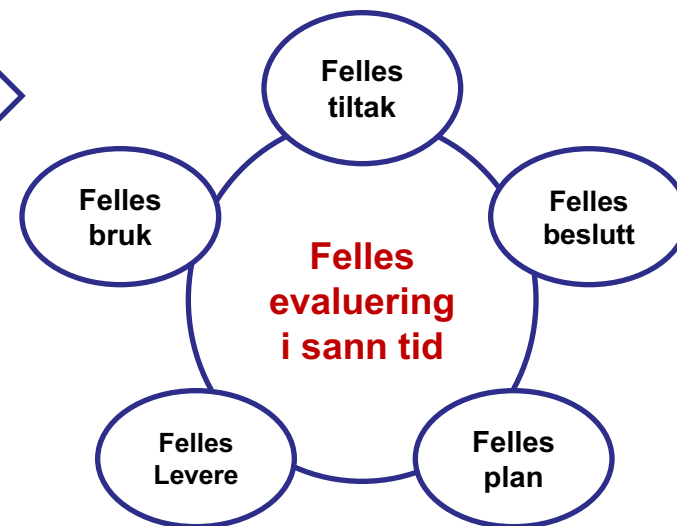 Felles
tiltak
Felles
bruk
Felles
beslutt
Felles
evaluering
i sann tid
Felles
Levere
Felles
plan